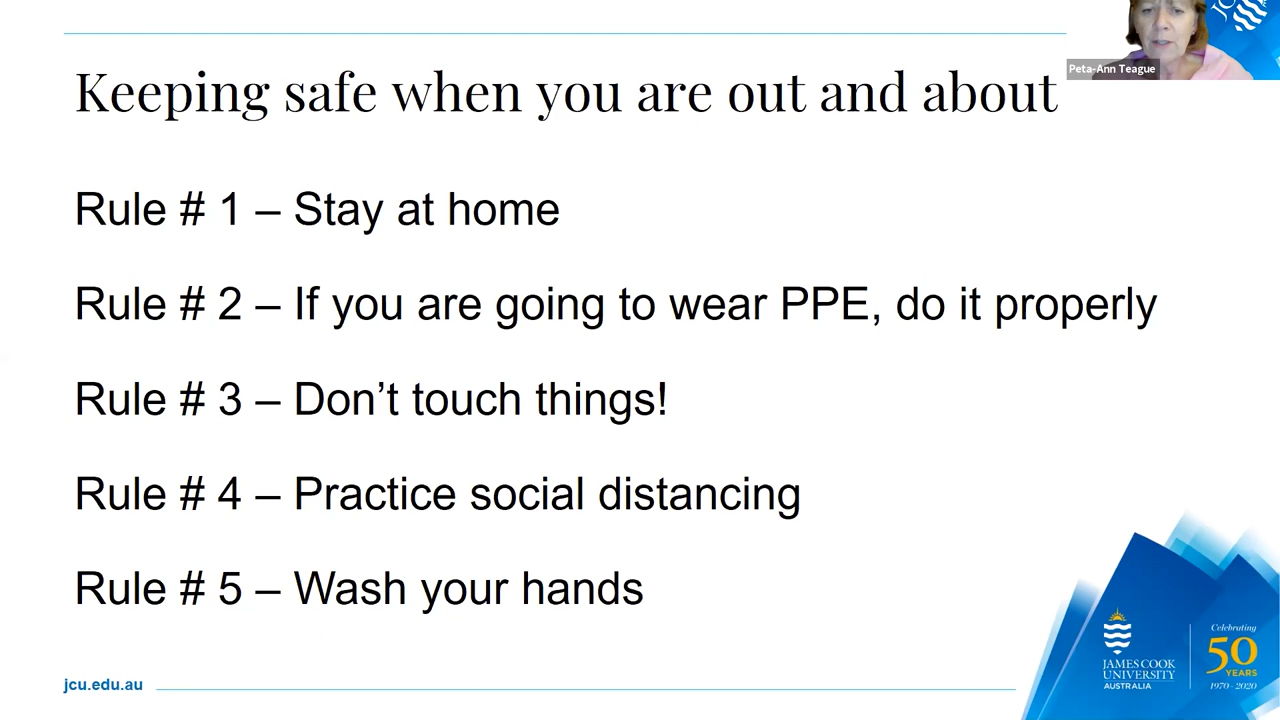 JCU
Peta-Ann Teague
Keeping safe when you are out and about
Rule # 1 – Stay at home
Rule # 2 – If you are going to wear PPE, do it properly
Rule # 3 – Don’t touch things!
Rule # 4 – Practice social distancing
Rule # 5 – Wash your hands
jcu.edu.au
JAMES COOK
UNIVERSITY
AUSTRALIA
Celebrating
50
YEARS
1970 - 2020